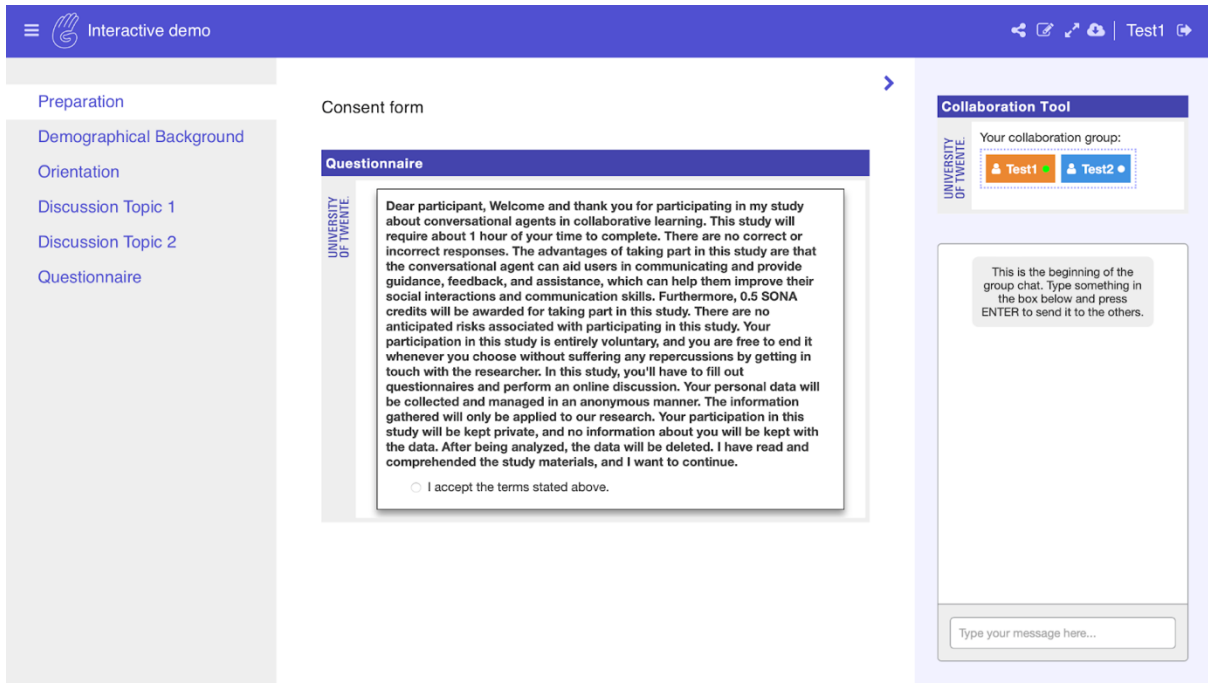 Interactive demo
Test1
Preparation
Demographical Background
Orientation
Discussion Topic 1
Discussion Topic 2
Questionnaire
Consent form
Questionnaire
UNIVERSITY
OF TWENTE.
Dear participant, Welcome and thank you for participating in my study
about conversational agents in collaborative learning. This study will
require about 1 hour of your time to complete. There are no correct or
incorrect responses. The advantages of taking part in this study are that
the conversational agent can aid users in communicating and provide
guidance, feedback, and assistance, which can help them improve their
social interactions and communication skills. Furthermore, 0.5 SONA
credits will be awarded for taking part in this study. There are no
anticipated risks associated with participating in this study. Your
participation in this study is entirely voluntary, and you are free to end it
whenever you choose without suffering any repercussions by getting in
touch with the researcher. In this study, you'll have to fill out
questionnaires and perform an online discussion. Your personal data will
be collected and managed in an anonymous manner. The information
gathered will only be applied to our research. Your participation in this
study will be kept private, and no information about you will be kept with
the data. After being analyzed, the data will be deleted. I have read and
comprehended the study materials, and I want to continue.
I accept the terms stated above.
Collaboration Tool
UNIVERSITY
OF TWENTE.
Your collaboration group:
Test1
Test2
This is the beginning of the
group chat. Type something in
the box below and press
ENTER to send it to the others.
Type your message here...